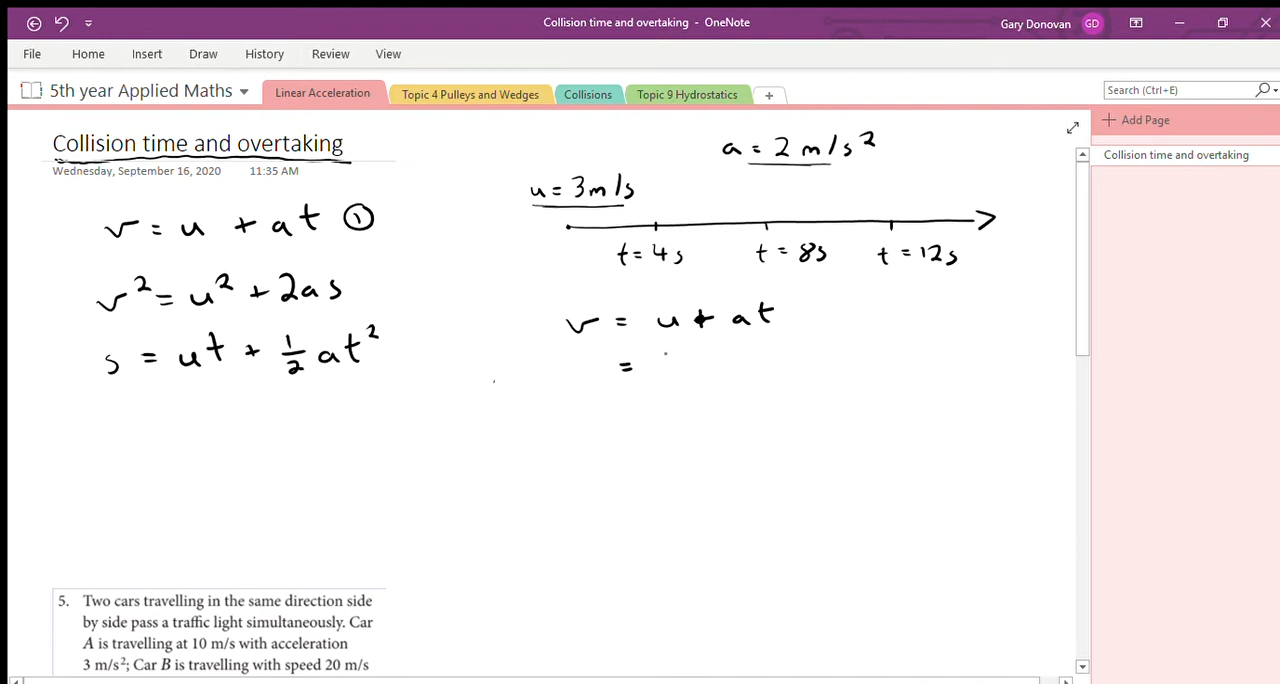 Collision time and overtaking - OneNote
Gary Donovan GD
File Home Insert Draw History Review View
5th year Applied Maths
Linear Acceleration
Topic 4 Pulleys and Wedges
Collisions
Topic 9 Hydrostatics
+
Search (Ctrl+E)
Add Page
Collision time and overtaking
Collision time and overtaking
Wednesday, September 16, 2020 11:35 AM
v = u + at ①
v² = u² + 2as
s = ut + ½at²
a = 2 m/s²
u = 3m/s
t = 4s t = 8s t = 12s
v = u + at
=
5. Two cars travelling in the same direction side
by side pass a traffic light simultaneously. Car
A is travelling at 10 m/s with acceleration
3 m/s²; Car B is travelling with speed 20 m/s